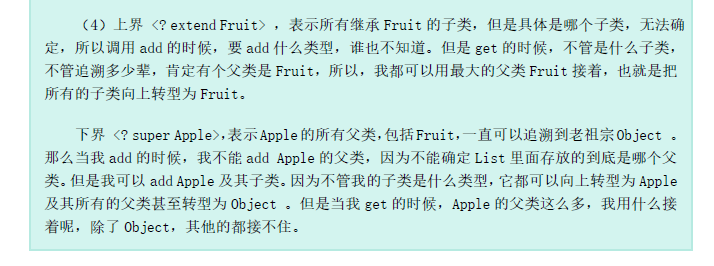 （4）上界 <? extend Fruit> ，表示所有继承 Fruit 的子类，但是具体是哪个子类，无法确
定，所以调用 add 的时候，要 add 什么类型，谁也不知道。但是 get 的时候，不管是什么子类，
不管追溯多少辈，肯定有个父类是 Fruit，所以，我都可以用最大的父类 Fruit 接着，也就是把
所有的子类向上转型为 Fruit。
下界 <? super Apple>,表示 Apple 的所有父类,包括 Fruit,一直可以追溯到老祖宗 Object 。
那么当我 add 的时候，我不能 add Apple 的父类，因为不能确定 List 里面存放的到底是哪个父
类。但是我可以 add Apple 及其子类。因为不管我的子类是什么类型，它都可以向上转型为 Apple
及其所有的父类甚至转型为 Object 。但是当我 get 的时候，Apple 的父类这么多，我用什么接
着呢，除了 Object，其他的都接不住。